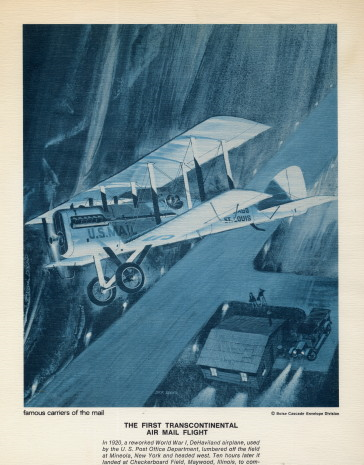 U.S. MAIL
ST. LOUIS
famous carriers of the mail
© Boise Cascade Envelope Division
THE FIRST TRANSCONTINENTAL
AIR MAIL FLIGHT
In 1920, a reworked World War I, DeHaviland airplane, used
by the U. S. Post Office Department, lumbered off the field
at Mineola, New York and headed west. Ten hours later it
landed at Checkerboard Field, Maywood, Illinois, to com-